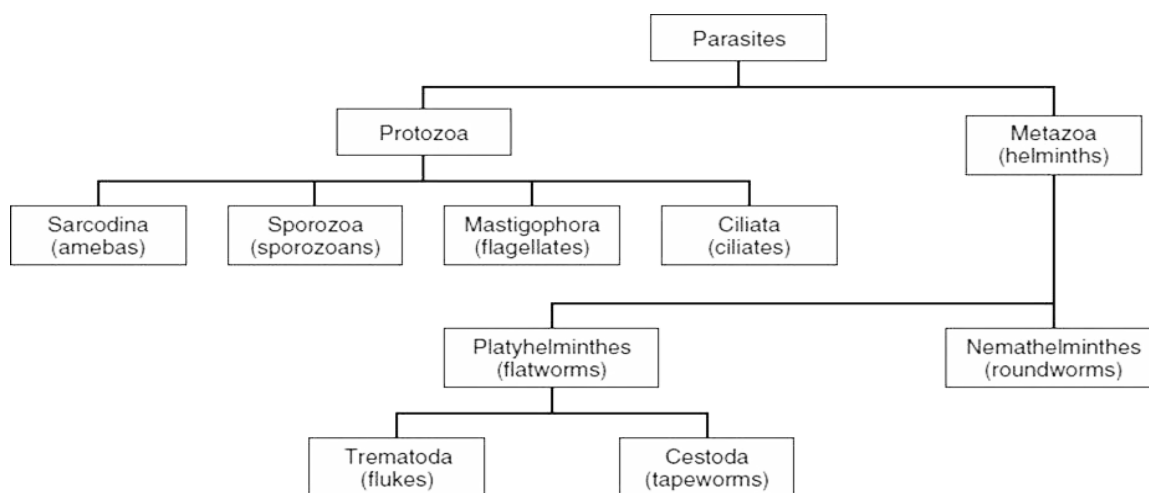 Parasites
Protozoa
Metazoa
(helminths)
Sarcodina
(amebas)
Sporozoa
(sporozoans)
Mastigophora
(flagellates)
Ciliata
(ciliates)
Platyhelminthes
(flatworms)
Nemathelminthes
(roundworms)
Trematoda
(flukes)
Cestoda
(tapeworms)